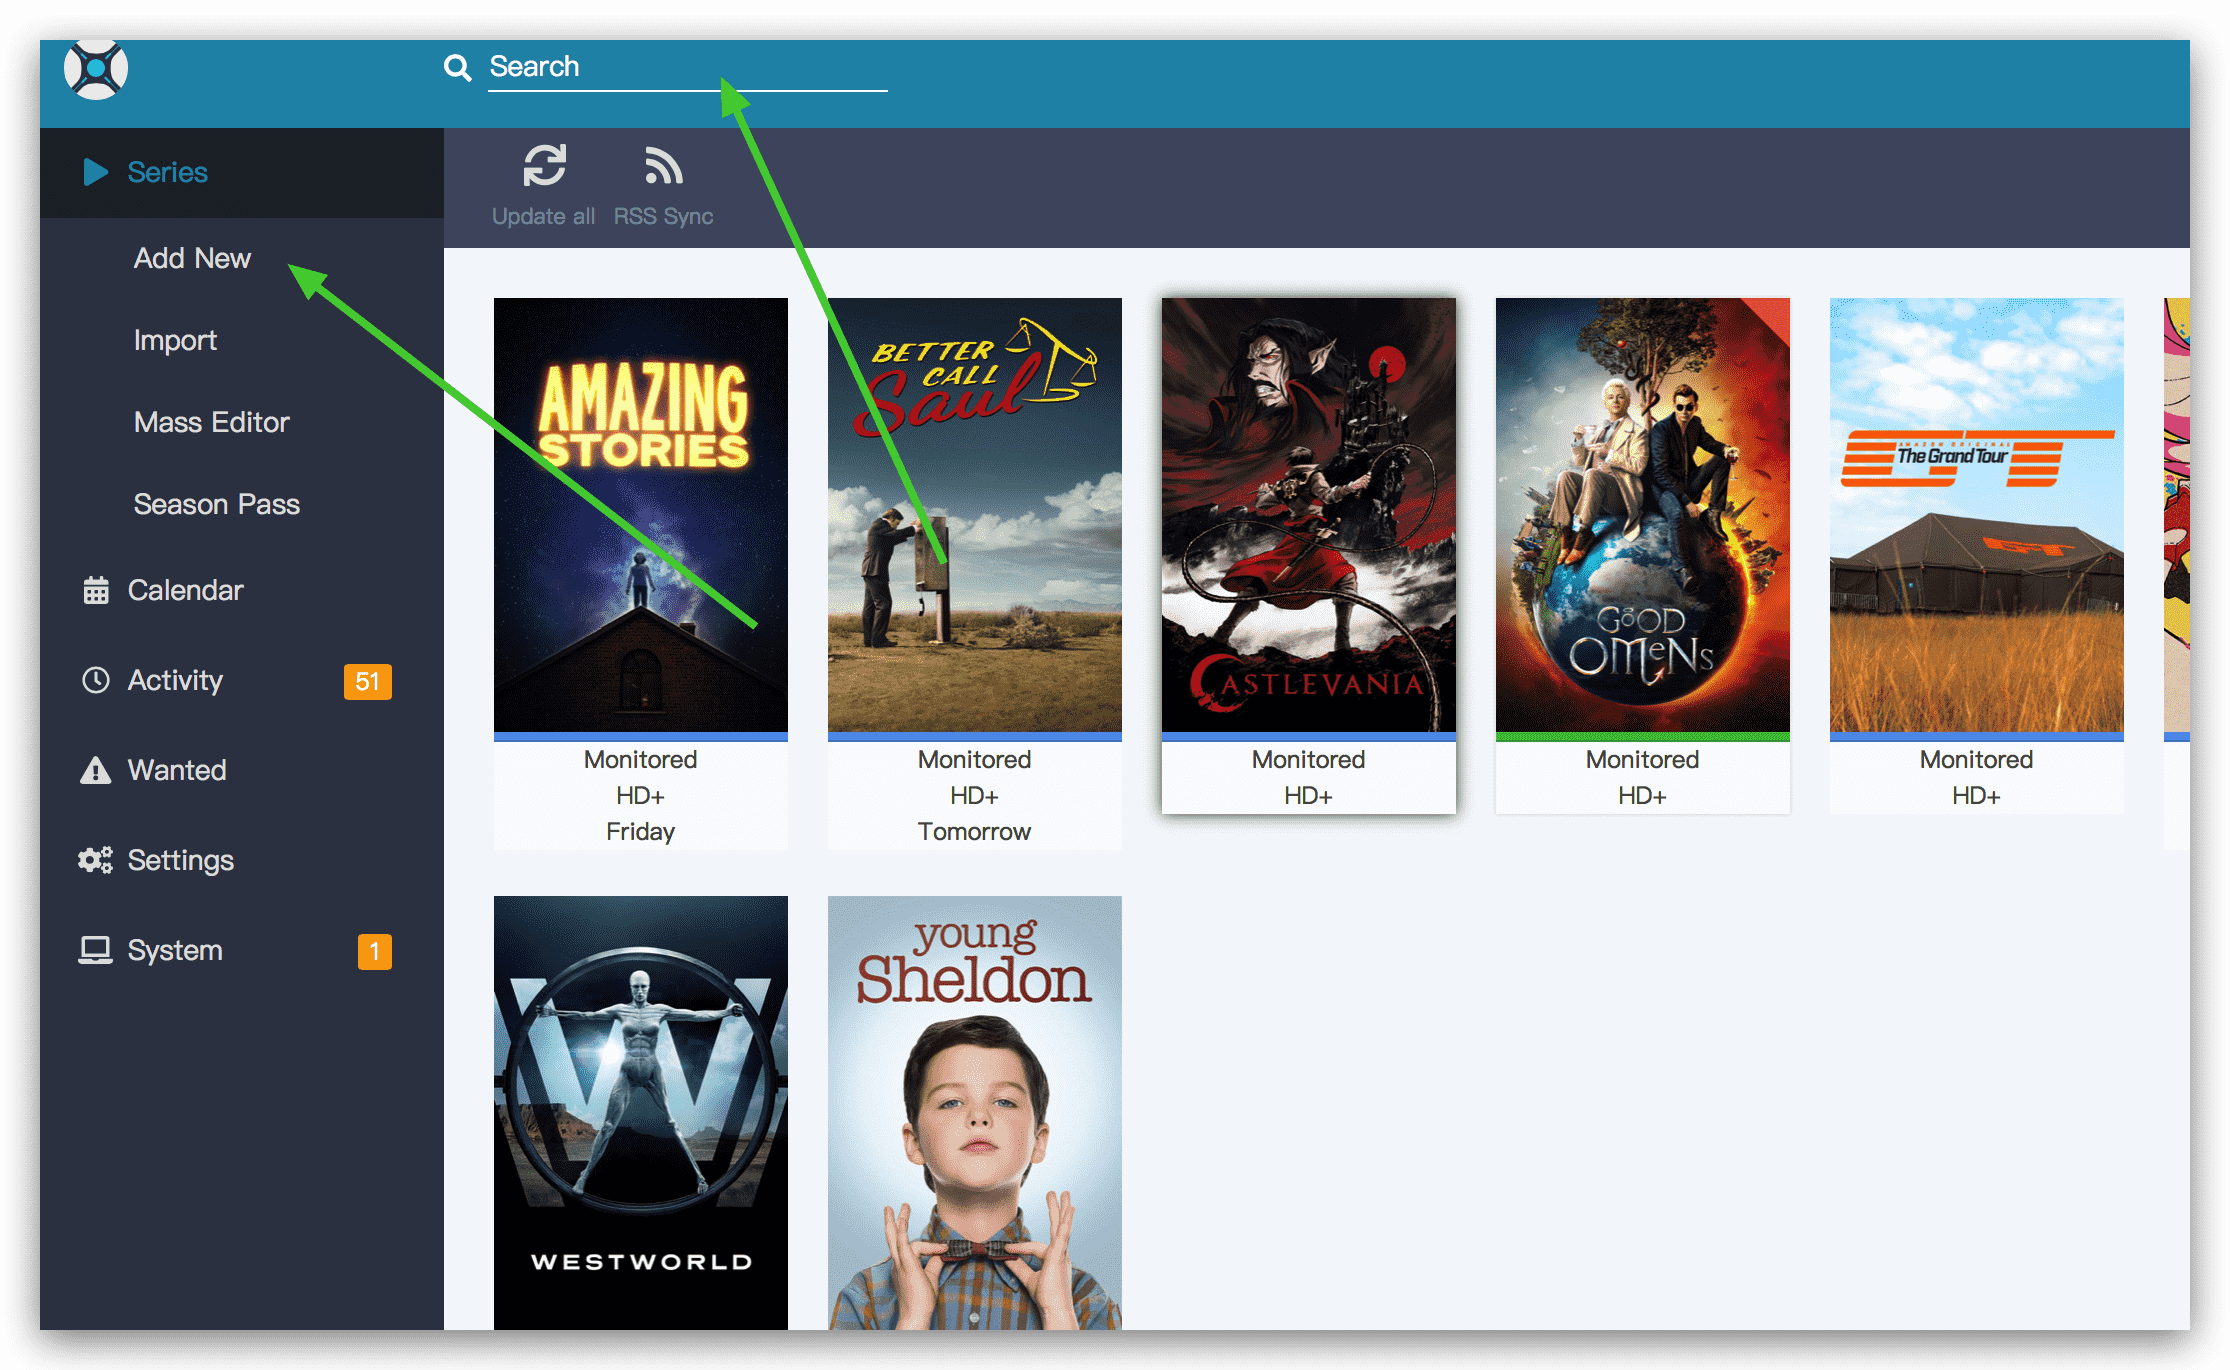 Search
Series
Add New
Import
Mass Editor
Season Pass
Calendar
Activity 51
Wanted
Settings
System 1
Update all RSS Sync
AMAZING
STORIES
Monitored
HD+
Friday
BETTER
CALL
Saul
Monitored
HD+
Tomorrow
CASTLEVANIA
Monitored
HD+
GOOD
OMENS
Monitored
HD+
AMAZON ORIGINAL
The Grand Tour
GT
Monitored
HD+
W
WESTWORLD
young
Sheldon